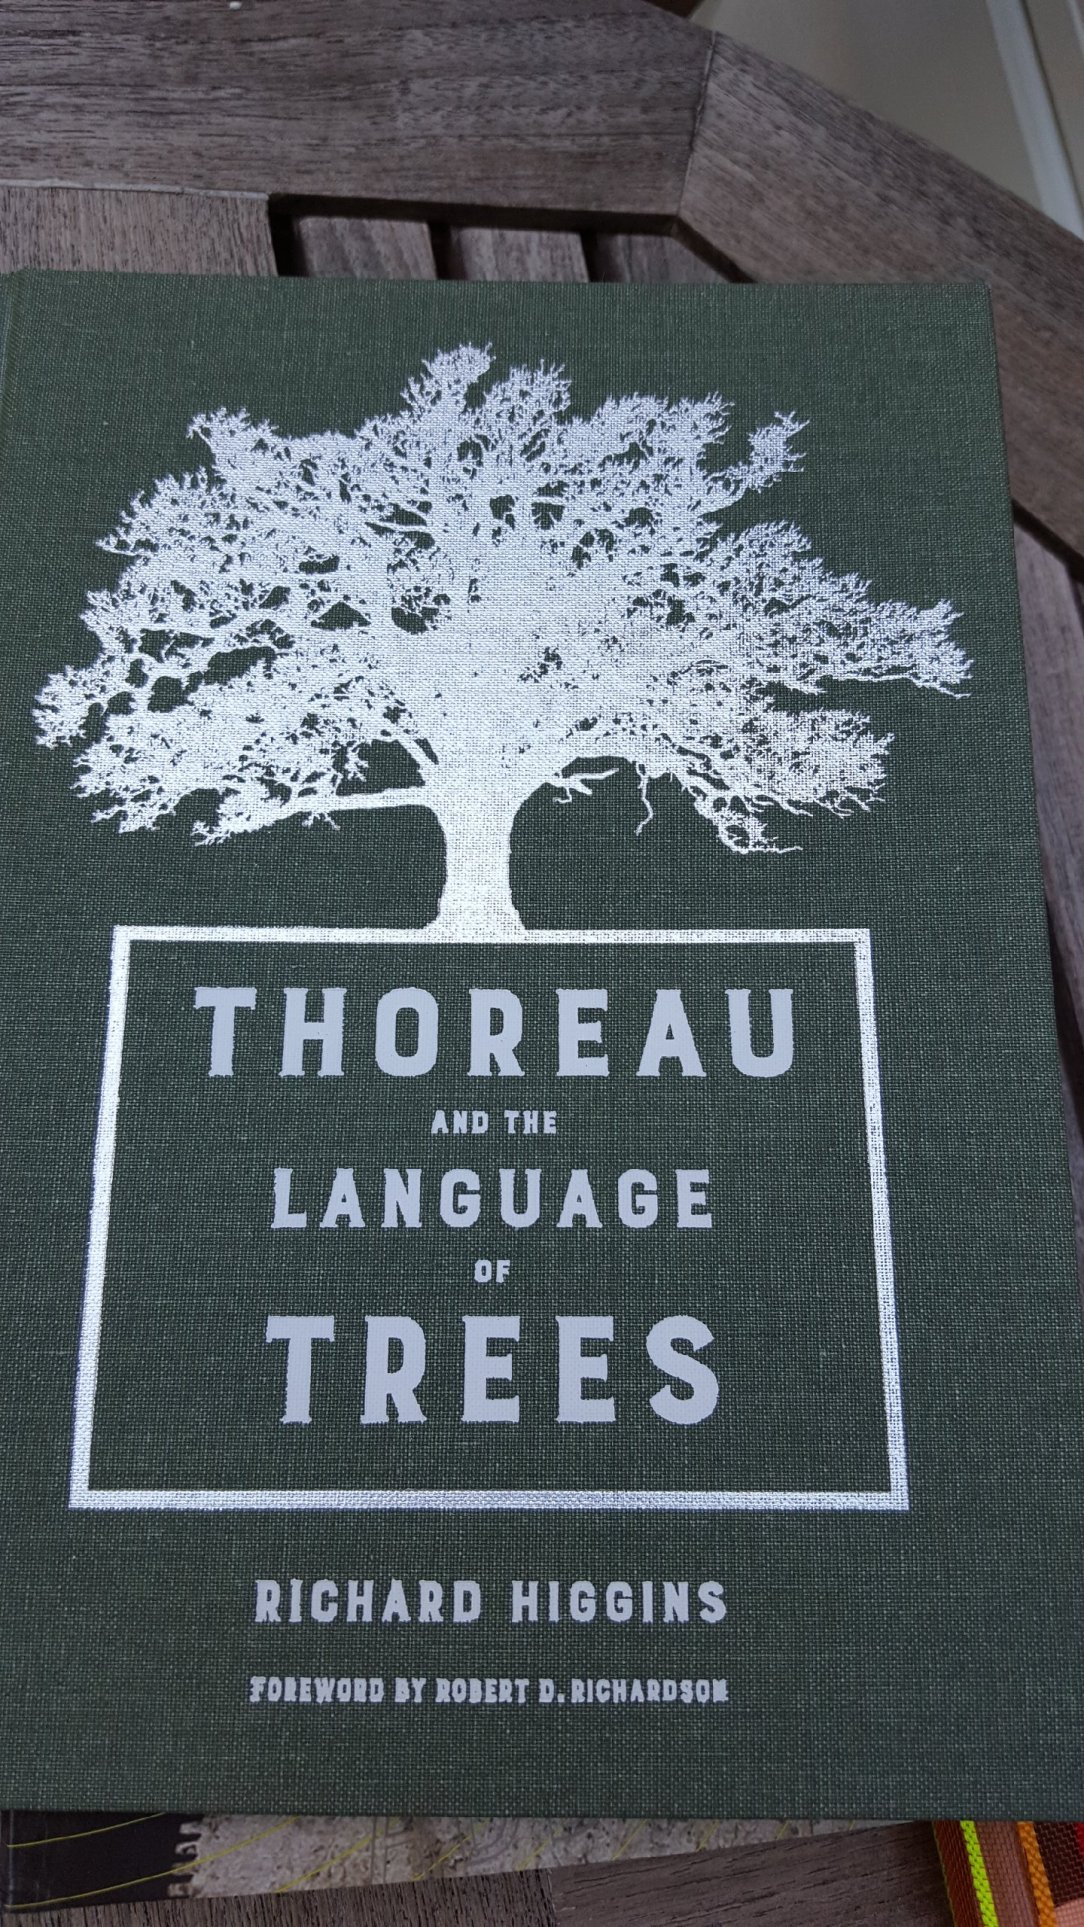 THOREAU
AND THE
LANGUAGE
OF
TREES
RICHARD HIGGINS
FOREWORD BY ROBERT D. RICHARDSON